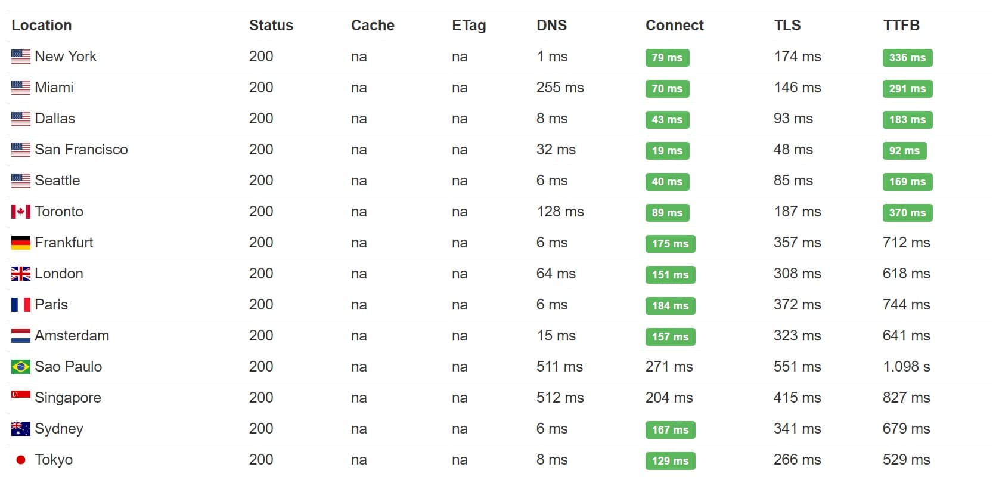 Location Status Cache ETag DNS Connect TLS TTFB
New York 200 na na 1 ms 79 ms 174 ms 336 ms
Miami 200 na na 255 ms 70 ms 146 ms 291 ms
Dallas 200 na na 8 ms 43 ms 93 ms 183 ms
San Francisco 200 na na 32 ms 19 ms 48 ms 92 ms
Seattle 200 na na 6 ms 40 ms 85 ms 169 ms
Toronto 200 na na 128 ms 89 ms 187 ms 370 ms
Frankfurt 200 na na 6 ms 175 ms 357 ms 712 ms
London 200 na na 64 ms 151 ms 308 ms 618 ms
Paris 200 na na 6 ms 184 ms 372 ms 744 ms
Amsterdam 200 na na 15 ms 157 ms 323 ms 641 ms
Sao Paulo 200 na na 511 ms 271 ms 551 ms 1.098 s
Singapore 200 na na 512 ms 204 ms 415 ms 827 ms
Sydney 200 na na 6 ms 167 ms 341 ms 679 ms
Tokyo 200 na na 8 ms 129 ms 266 ms 529 ms